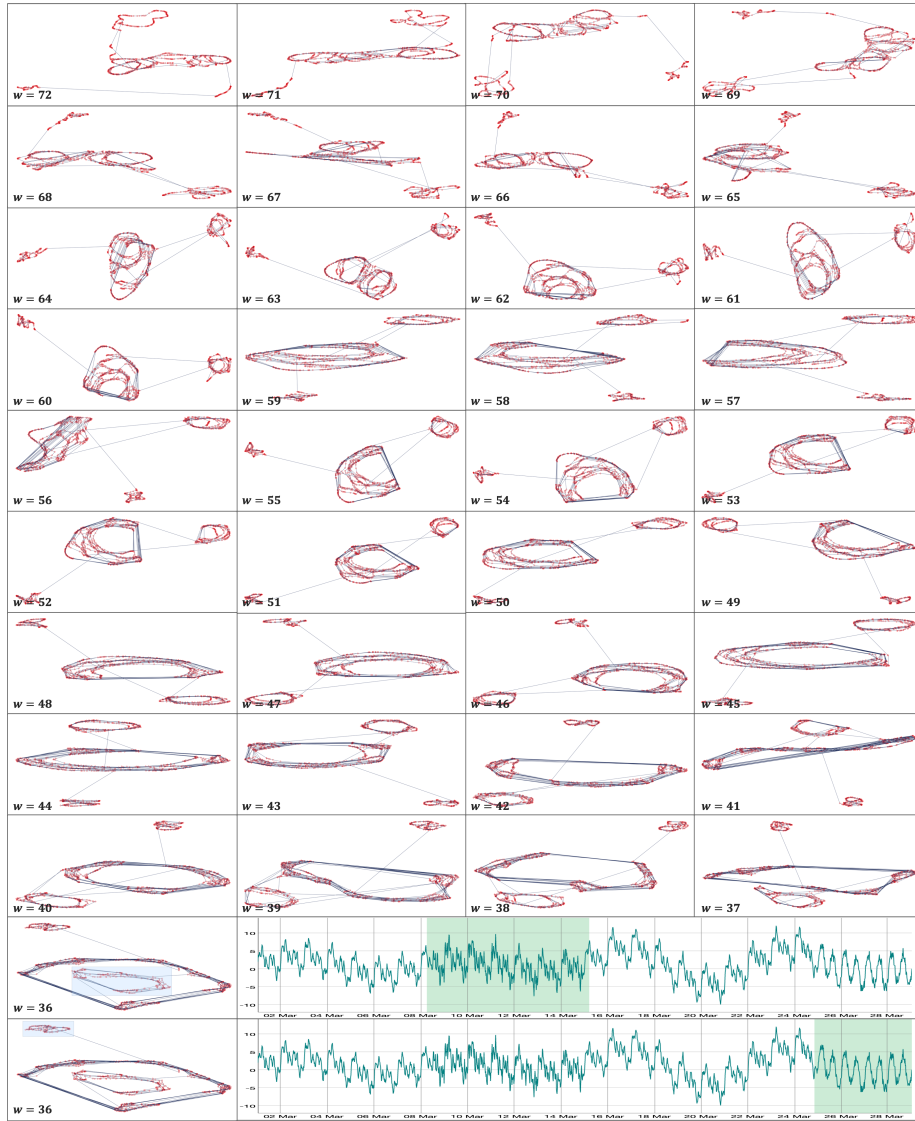 w = 72
w = 71
w = 70
w = 69
w = 68
w = 67
w = 66
w = 65
w = 64
w = 63
w = 62
w = 61
w = 60
w = 59
w = 58
w = 57
w = 56
w = 55
w = 54
w = 53
w = 52
w = 51
w = 50
w = 49
w = 48
w = 47
w = 46
w = 45
w = 44
w = 43
w = 42
w = 41
w = 40
w = 39
w = 38
w = 37
w = 36
10
5
0
-5
-10
02 Mar 04 Mar 06 Mar 08 Mar 10 Mar 12 Mar 14 Mar 16 Mar 18 Mar 20 Mar 22 Mar 24 Mar 26 Mar 28 Mar
w = 36
10
5
0
-5
-10
02 Mar 04 Mar 06 Mar 08 Mar 10 Mar 12 Mar 14 Mar 16 Mar 18 Mar 20 Mar 22 Mar 24 Mar 26 Mar 28 Mar